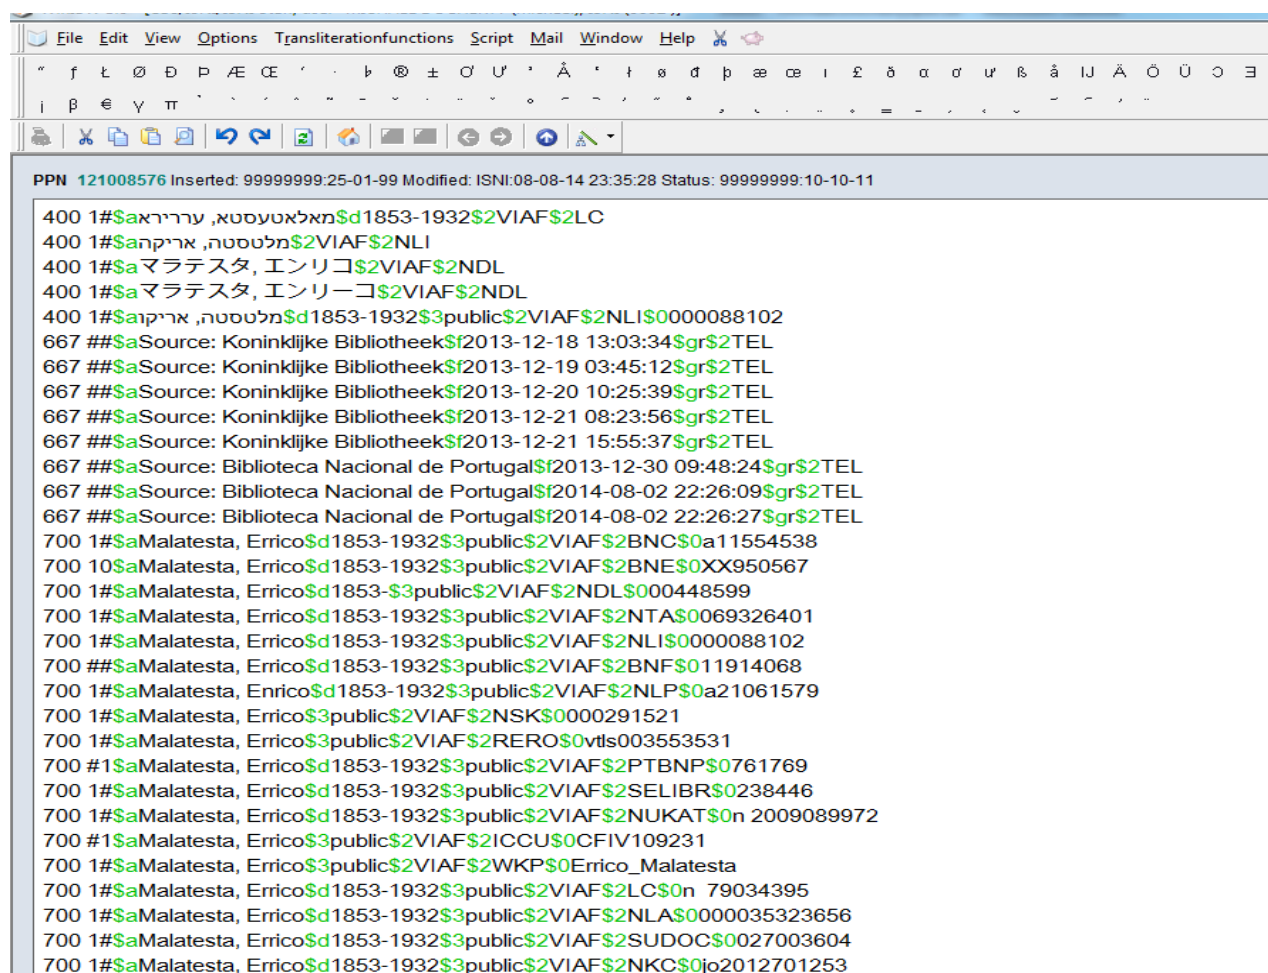 File Edit View Options Transliterationfunctions Script Mail Window Help
PPN 121008576 Inserted: 99999999:25-01-99 Modified: ISNI:08-08-14 23:35:28 Status: 99999999:10-10-11
400 1#$aמאלאטעסטא, עררירא$d1853-1932$2VIAF$2LC
400 1#$aמלטסטה, אריקה$2VIAF$2NLI
400 1#$aマラテスタ, エンリコ$2VIAF$2NDL
400 1#$aマラテスタ, エンリーコ$2VIAF$2NDL
400 1#$aמלטסטה, אריקו$d1853-1932$3public$2VIAF$2NLI$0000088102
667 ##$aSource: Koninklijke Bibliotheek$f2013-12-18 13:03:34$gr$2TEL
667 ##$aSource: Koninklijke Bibliotheek$f2013-12-19 03:45:12$gr$2TEL
667 ##$aSource: Koninklijke Bibliotheek$f2013-12-20 10:25:39$gr$2TEL
667 ##$aSource: Koninklijke Bibliotheek$f2013-12-21 08:23:56$gr$2TEL
667 ##$aSource: Koninklijke Bibliotheek$f2013-12-21 15:55:37$gr$2TEL
667 ##$aSource: Biblioteca Nacional de Portugal$f2013-12-30 09:48:24$gr$2TEL
667 ##$aSource: Biblioteca Nacional de Portugal$f2014-08-02 22:26:09$gr$2TEL
667 ##$aSource: Biblioteca Nacional de Portugal$f2014-08-02 22:26:27$gr$2TEL
700 1#$aMalatesta, Errico$d1853-1932$3public$2VIAF$2BNC$0a11554538
700 10$aMalatesta, Errico$d1853-1932$3public$2VIAF$2BNE$0XX950567
700 1#$aMalatesta, Errico$d1853-$3public$2VIAF$2NDL$000448599
700 1#$aMalatesta, Errico$d1853-1932$3public$2VIAF$2NTA$0069326401
700 1#$aMalatesta, Errico$d1853-1932$3public$2VIAF$2NLI$0000088102
700 ##$aMalatesta, Errico$d1853-1932$3public$2VIAF$2BNF$011914068
700 1#$aMalatesta, Enrico$d1853-1932$3public$2VIAF$2NLP$0a21061579
700 1#$aMalatesta, Errico$3public$2VIAF$2NSK$0000291521
700 1#$aMalatesta, Errico$3public$2VIAF$2RERO$0vtls003553531
700 #1$aMalatesta, Errico$d1853-1932$3public$2VIAF$2PTBNP$0761769
700 1#$aMalatesta, Errico$d1853-1932$3public$2VIAF$2SELIBR$0238446
700 1#$aMalatesta, Errico$d1853-1932$3public$2VIAF$2NUKAT$0n 2009089972
700 #1$aMalatesta, Errico$3public$2VIAF$2ICCU$0CFIV109231
700 1#$aMalatesta, Errico$3public$2VIAF$2WKP$0Errico_Malatesta
700 1#$aMalatesta, Errico$d1853-1932$3public$2VIAF$2LC$0n  79034395
700 1#$aMalatesta, Errico$d1853-1932$3public$2VIAF$2NLA$0000035323656
700 1#$aMalatesta, Errico$d1853-1932$3public$2VIAF$2SUDOC$0027003604
700 1#$aMalatesta, Errico$d1853-1932$3public$2VIAF$2NKC$0jo2012701253